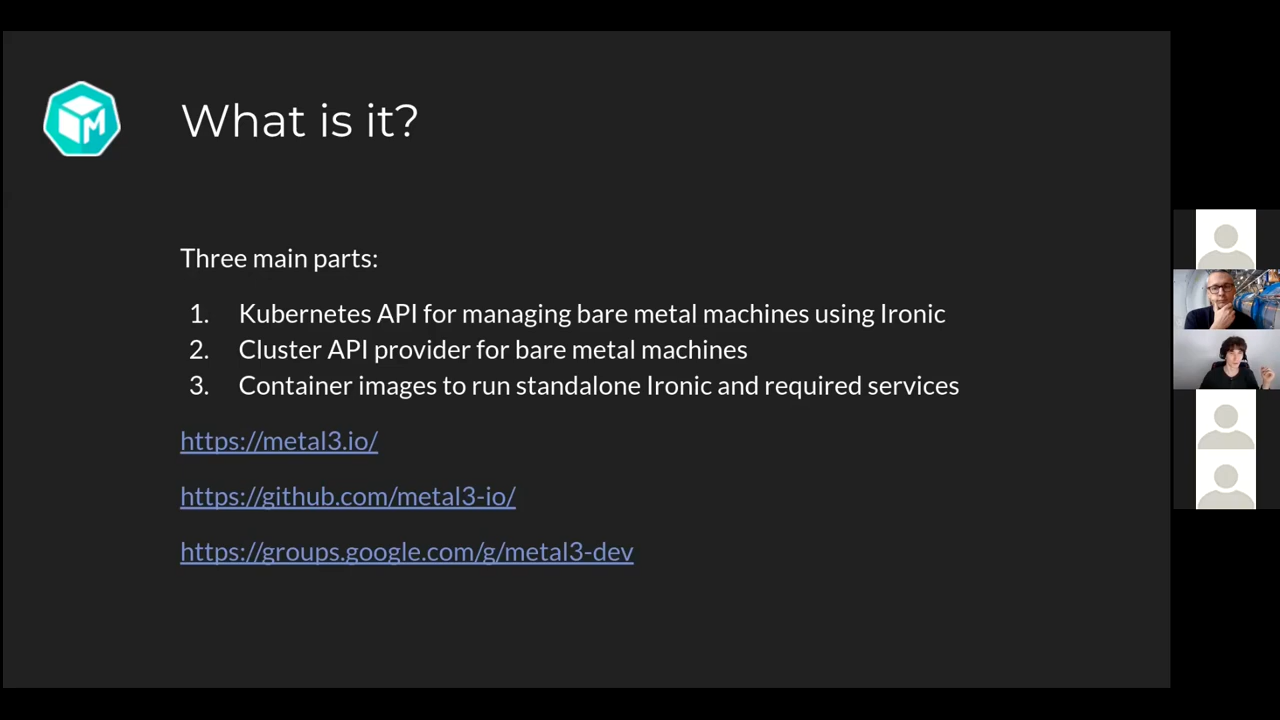 M
What is it?
Three main parts:
1. Kubernetes API for managing bare metal machines using Ironic
2. Cluster API provider for bare metal machines
3. Container images to run standalone Ironic and required services
https://metal3.io/
https://github.com/metal3-io/
https://groups.google.com/g/metal3-dev